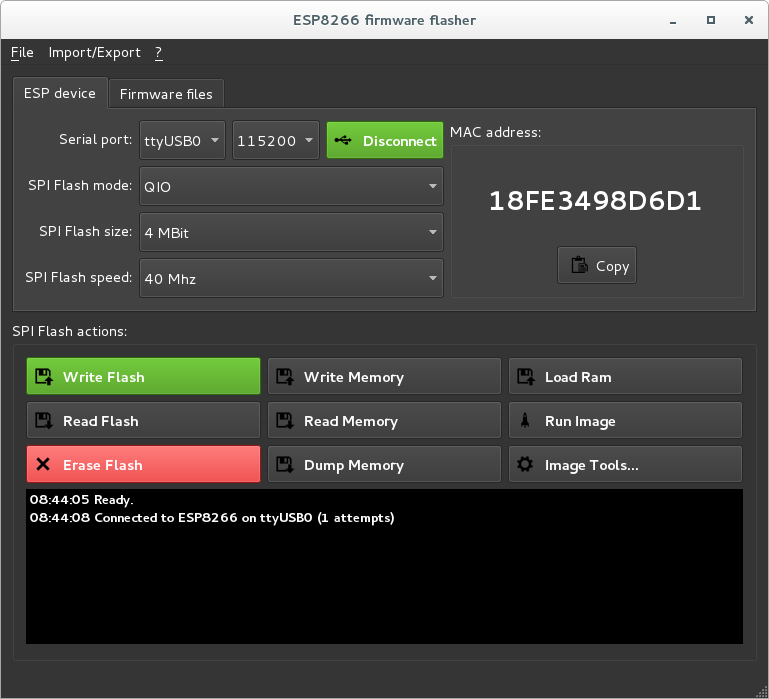 ESP8266 firmware flasher
File Import/Export ?
ESP device Firmware files
Serial port: ttyUSB0 115200 Disconnect MAC address:
SPI Flash mode: QIO
18FE3498D6D1
SPI Flash size: 4 MBit
Copy
SPI Flash speed: 40 Mhz
SPI Flash actions:
Write Flash Write Memory Load Ram
Read Flash Read Memory Run Image
Erase Flash Dump Memory Image Tools...
08:44:05 Ready.
08:44:08 Connected to ESP8266 on ttyUSB0 (1 attempts)